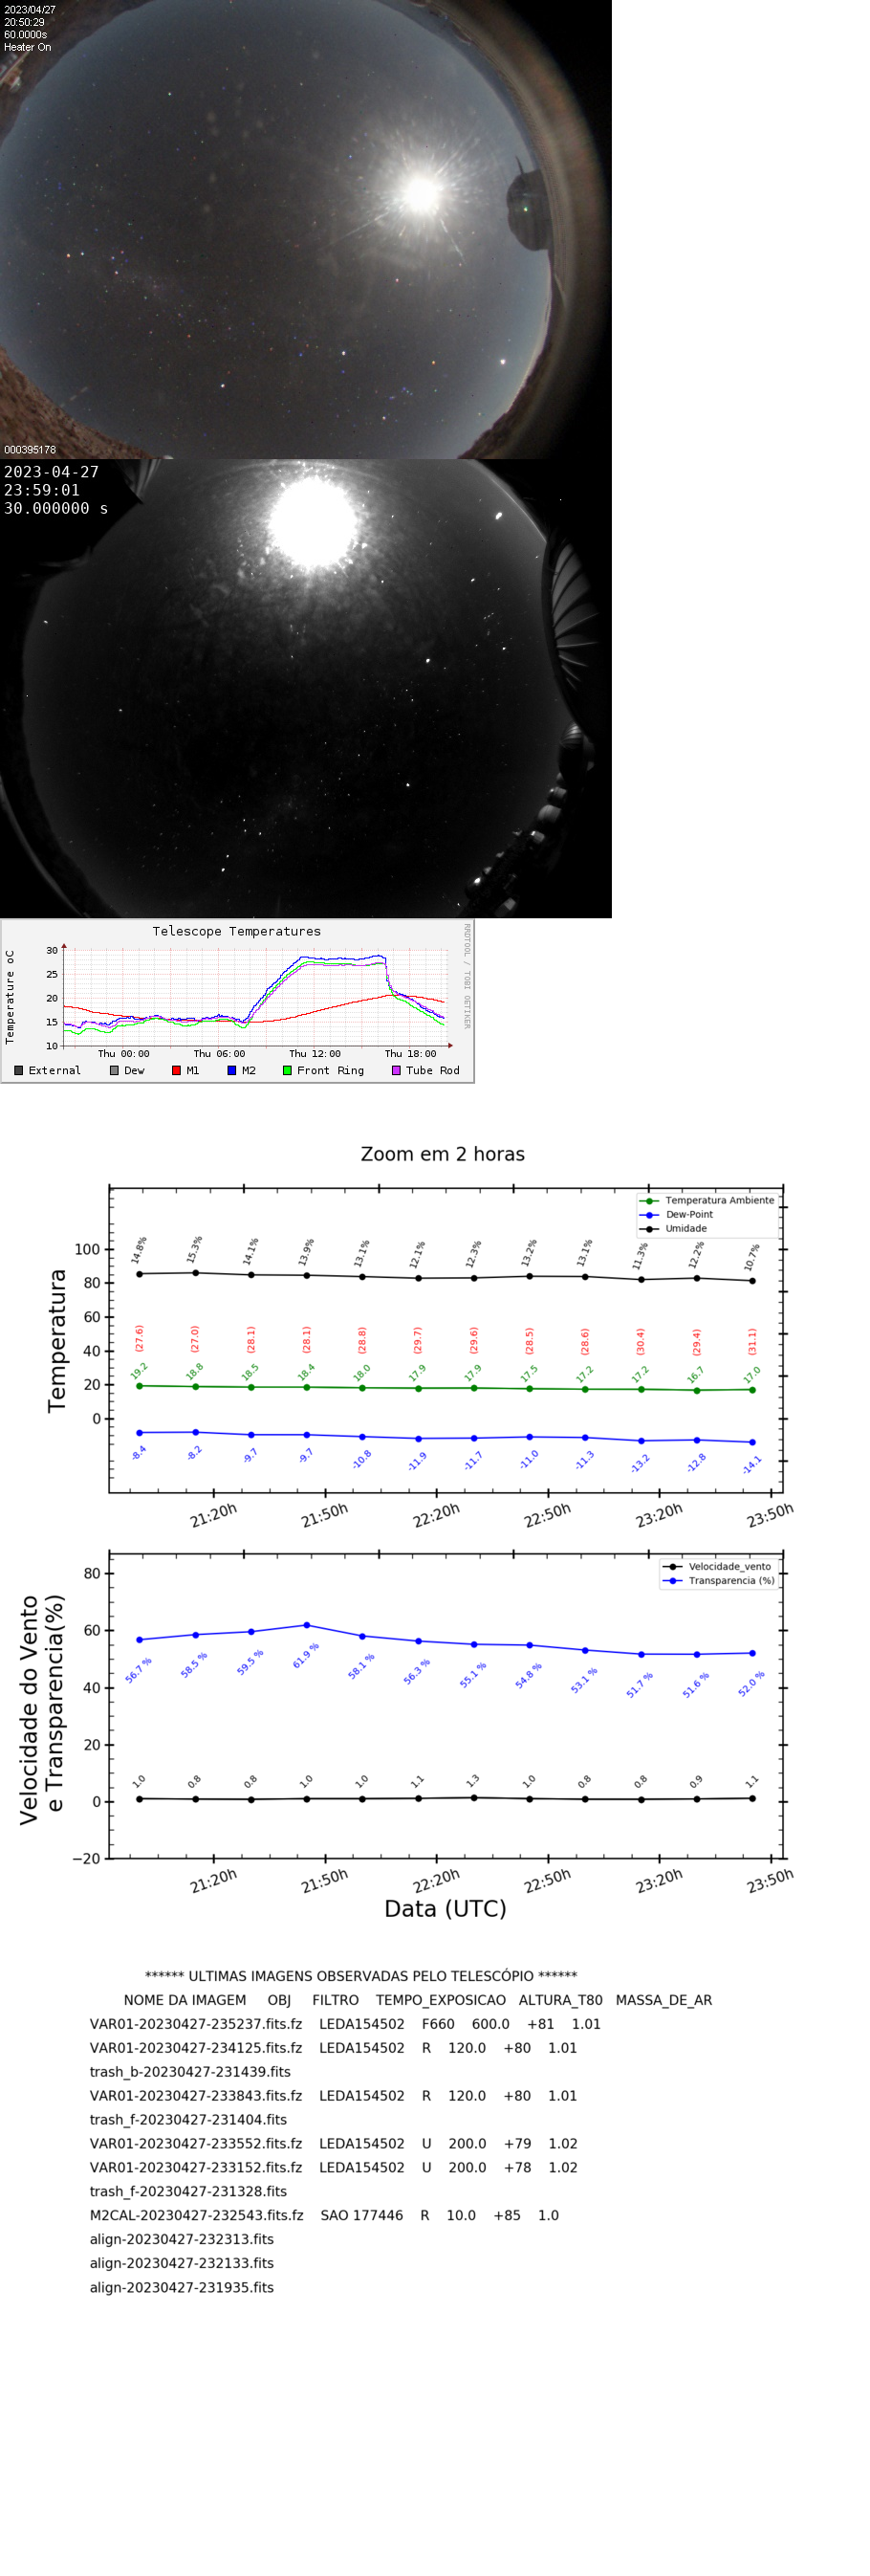 2023/04/27
20:50:29
60.0000s
Heater On
000395178
2023-04-27
23:59:01
30.000000 s
Telescope Temperatures
RRDTOOL / TOBI OETIKER
Temperature oC
30
25
20
15
10
Thu 00:00 Thu 06:00 Thu 12:00 Thu 18:00
External Dew M1 M2 Front Ring Tube Rod
Zoom em 2 horas
Temperatura Ambiente
Dew-Point
Umidade
Temperatura
100
80
60
40
20
0
14.8% 15.3% 14.1% 13.9% 13.1% 12.1% 12.3% 13.2% 13.1% 11.3% 12.2% 10.7%
(27.6) (27.0) (28.1) (28.1) (28.8) (29.7) (29.6) (28.5) (28.6) (30.4) (29.4) (31.1)
19.2 18.8 18.5 18.4 18.0 17.9 17.9 17.5 17.2 17.2 16.7 17.0
-8.4 -8.2 -9.7 -9.7 -10.8 -11.9 -11.7 -11.0 -11.3 -13.2 -12.8 -14.1
21:20h 21:50h 22:20h 22:50h 23:20h 23:50h
Velocidade_vento
Transparencia (%)
Velocidade do Vento
e Transparencia(%)
80
60
40
20
0
−20
56.7 % 58.5 % 59.5 % 61.9 % 58.1 % 56.3 % 55.1 % 54.8 % 53.1 % 51.7 % 51.6 % 52.0 %
1.0 0.8 0.8 1.0 1.0 1.1 1.3 1.0 0.8 0.8 0.9 1.1
21:20h 21:50h 22:20h 22:50h 23:20h 23:50h
Data (UTC)
****** ULTIMAS IMAGENS OBSERVADAS PELO TELESCÓPIO ******
NOME DA IMAGEM OBJ FILTRO TEMPO_EXPOSICAO ALTURA_T80 MASSA_DE_AR
VAR01-20230427-235237.fits.fz LEDA154502 F660 600.0 +81 1.01
VAR01-20230427-234125.fits.fz LEDA154502 R 120.0 +80 1.01
trash_b-20230427-231439.fits
VAR01-20230427-233843.fits.fz LEDA154502 R 120.0 +80 1.01
trash_f-20230427-231404.fits
VAR01-20230427-233552.fits.fz LEDA154502 U 200.0 +79 1.02
VAR01-20230427-233152.fits.fz LEDA154502 U 200.0 +78 1.02
trash_f-20230427-231328.fits
M2CAL-20230427-232543.fits.fz SAO 177446 R 10.0 +85 1.0
align-20230427-232313.fits
align-20230427-232133.fits
align-20230427-231935.fits